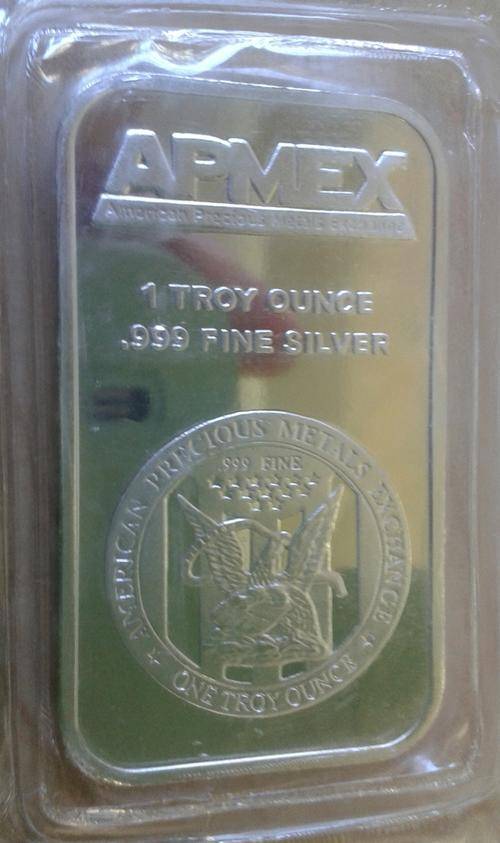 APMEX
American Precious Metals Exchange
1 TROY OUNCE
.999 FINE SILVER
AMERICAN PRECIOUS METALS EXCHANGE
.999 FINE
ONE TROY OUNCE